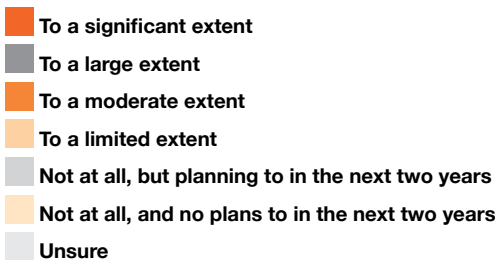 To a significant extent
To a large extent
To a moderate extent
To a limited extent
Not at all, but planning to in the next two years
Not at all, and no plans to in the next two years
Unsure